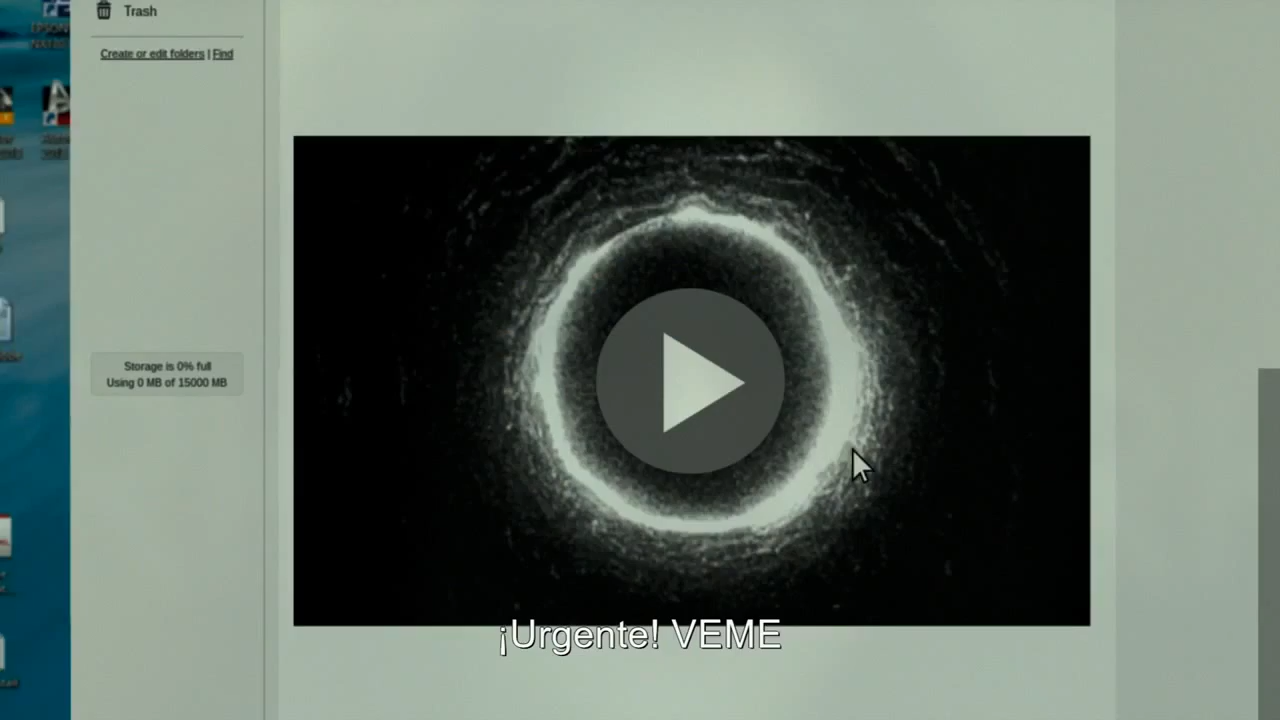 Trash
Create or edit folders | Find
Storage is 0% full
Using 0 MB of 15000 MB
¡Urgente! VEME